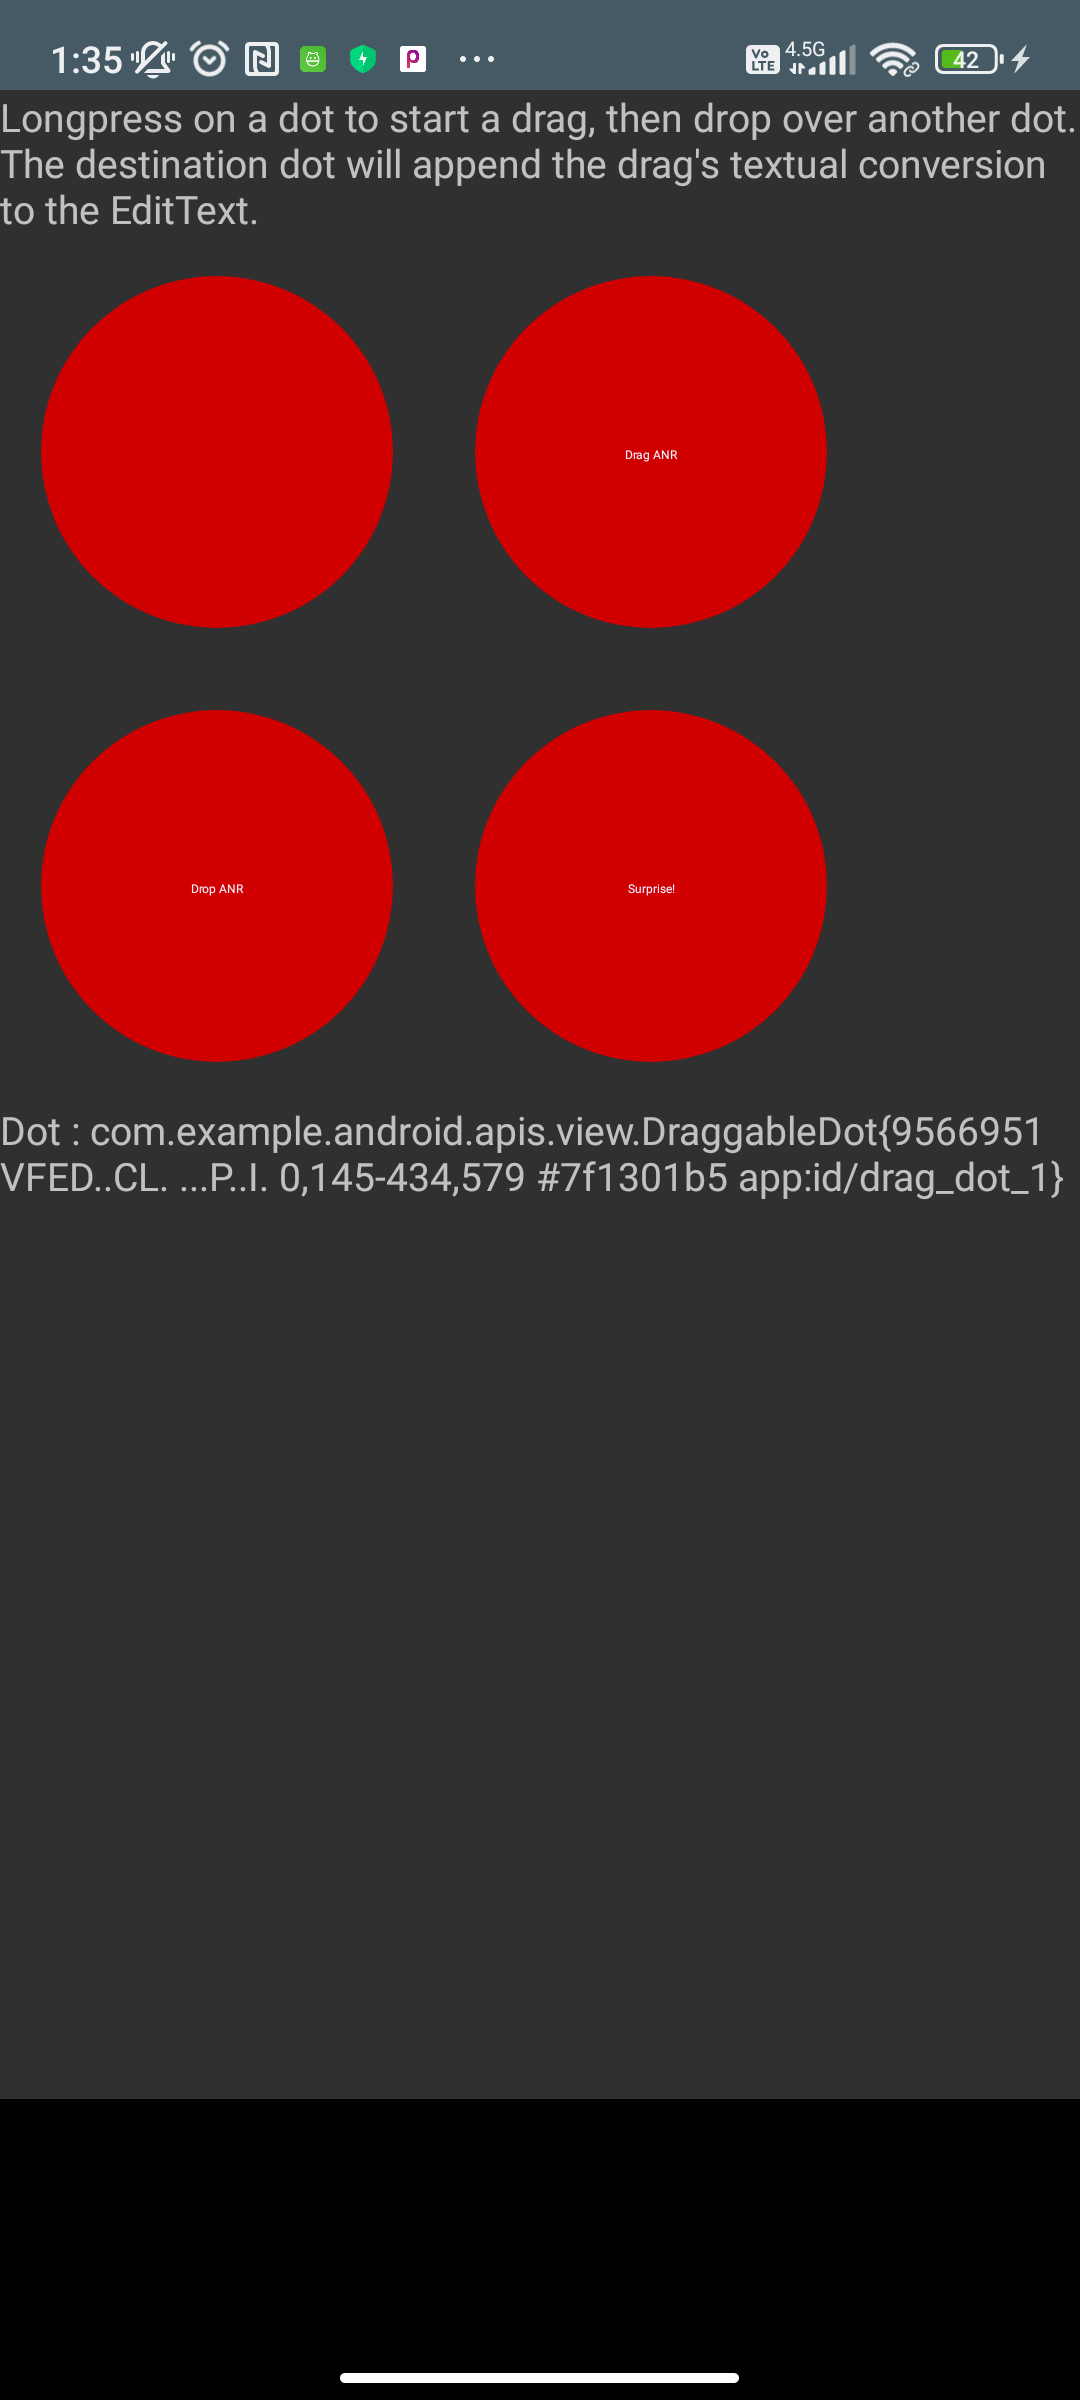 1:35 VoLTE 4.5G 42
Longpress on a dot to start a drag, then drop over another dot.
The destination dot will append the drag's textual conversion
to the EditText.
Drag ANR
Drop ANR Surprise!
Dot : com.example.android.apis.view.DraggableDot{9566951
VFED..CL. ...P..I. 0,145-434,579 #7f1301b5 app:id/drag_dot_1}